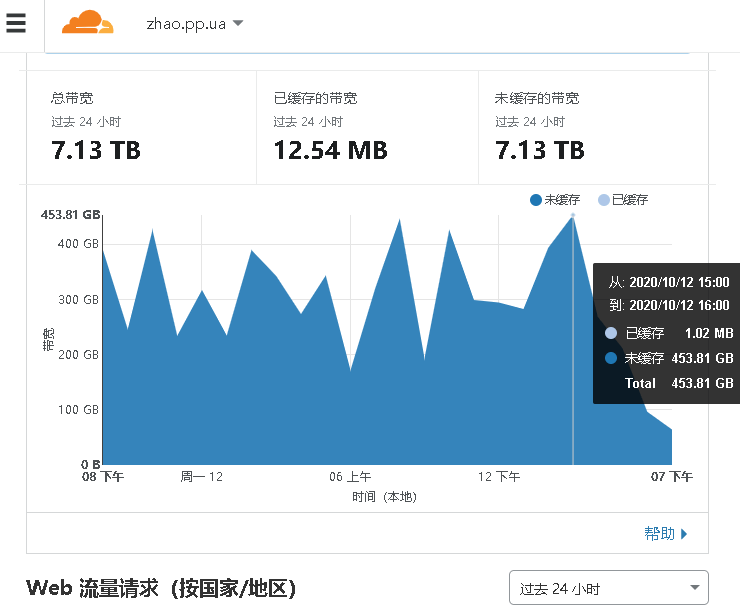 zhao.pp.ua
总带宽
过去 24 小时
7.13 TB
已缓存的带宽
过去 24 小时
12.54 MB
未缓存的带宽
过去 24 小时
7.13 TB
未缓存 已缓存
453.81 GB
400 GB
300 GB
200 GB
100 GB
0 B
带宽
从: 2020/10/12 15:00
到: 2020/10/12 16:00
已缓存 1.02 MB
未缓存 453.81 GB
Total 453.81 GB
08 下午 周一 12 06 上午 12 下午 07 下午
时间（本地）
帮助
Web 流量请求（按国家/地区）
过去 24 小时